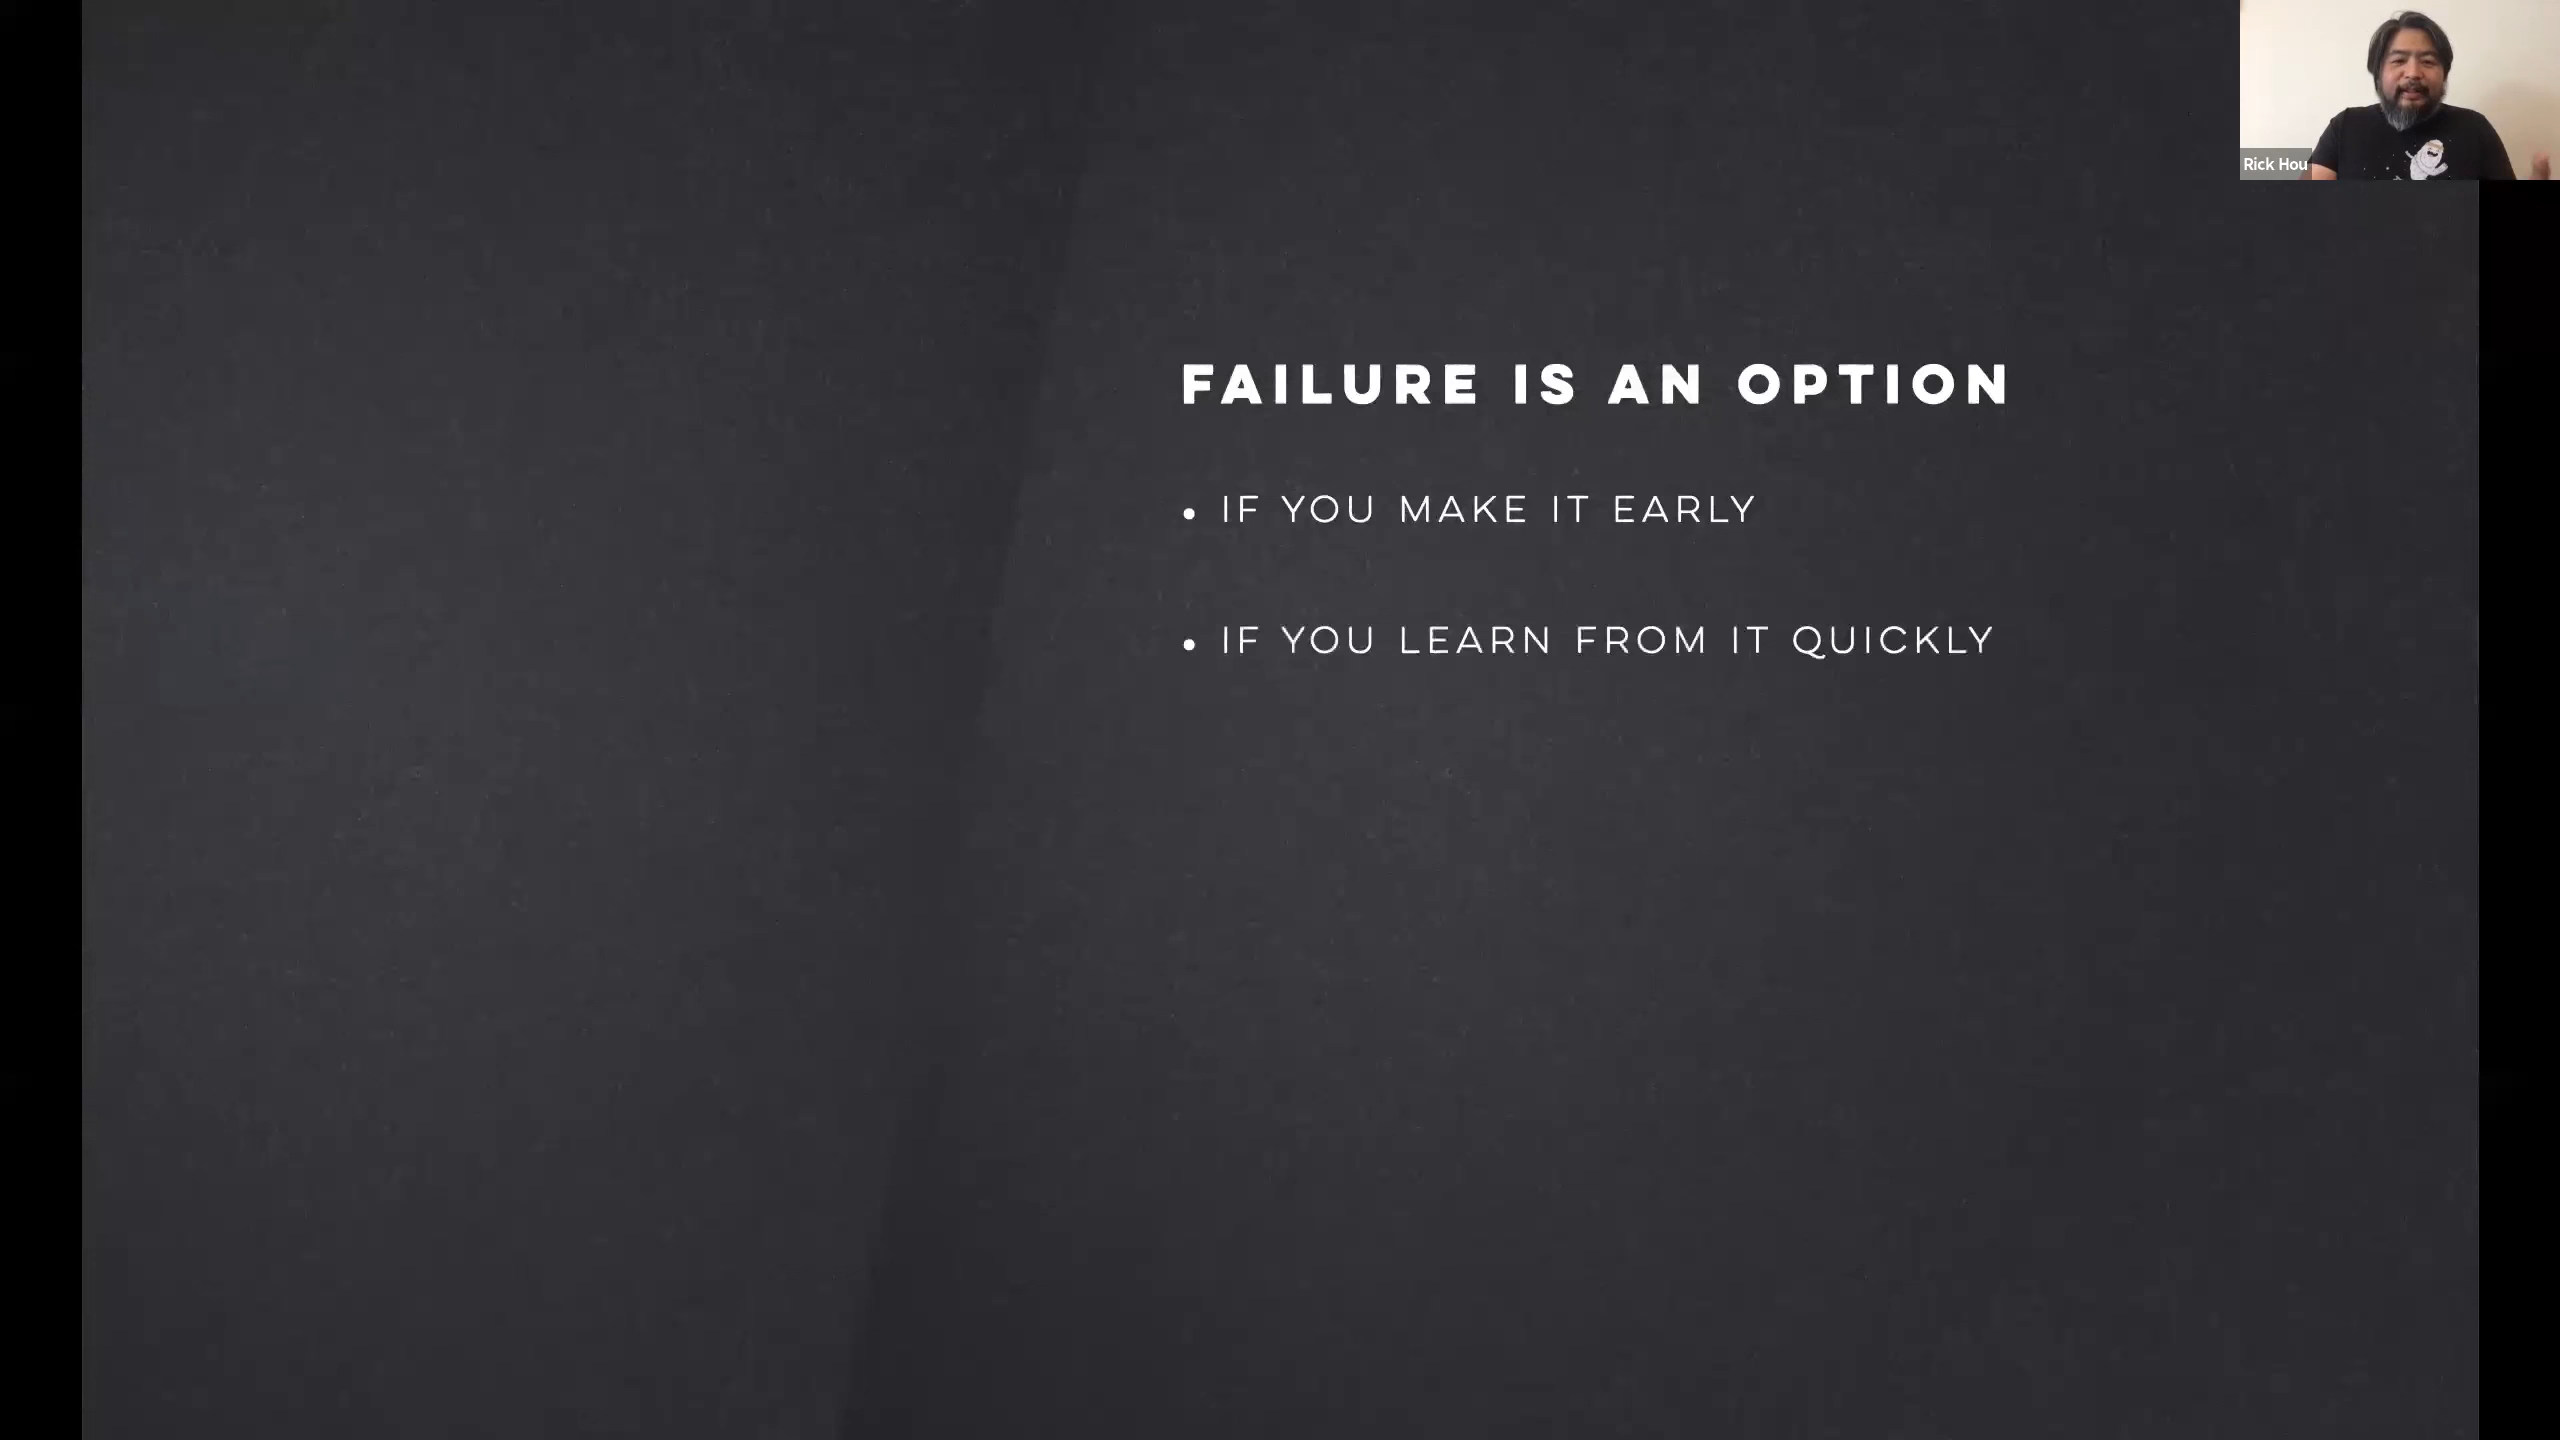 Rick Hou
FAILURE IS AN OPTION
• IF YOU MAKE IT EARLY
• IF YOU LEARN FROM IT QUICKLY